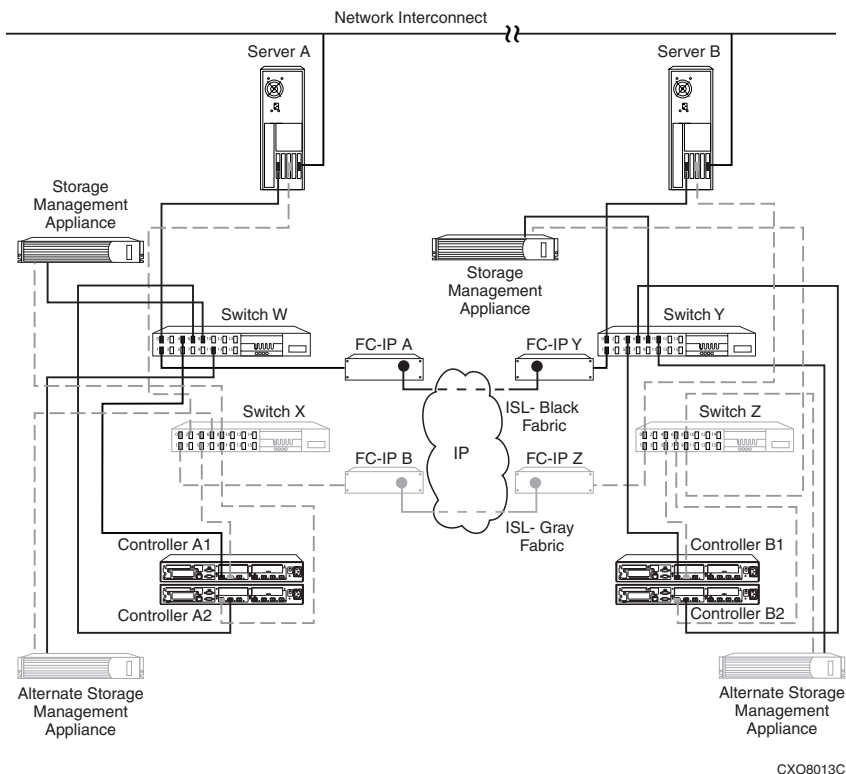 Network Interconnect
Server A
Server B
Storage
Management
Appliance
Storage
Management
Appliance
Switch W
Switch Y
FC-IP A
FC-IP Y
ISL- Black
Fabric
Switch X
Switch Z
IP
FC-IP B
FC-IP Z
ISL- Gray
Fabric
Controller A1
Controller B1
Controller A2
Controller B2
Alternate Storage
Management
Appliance
Alternate Storage
Management
Appliance
CXO8013C